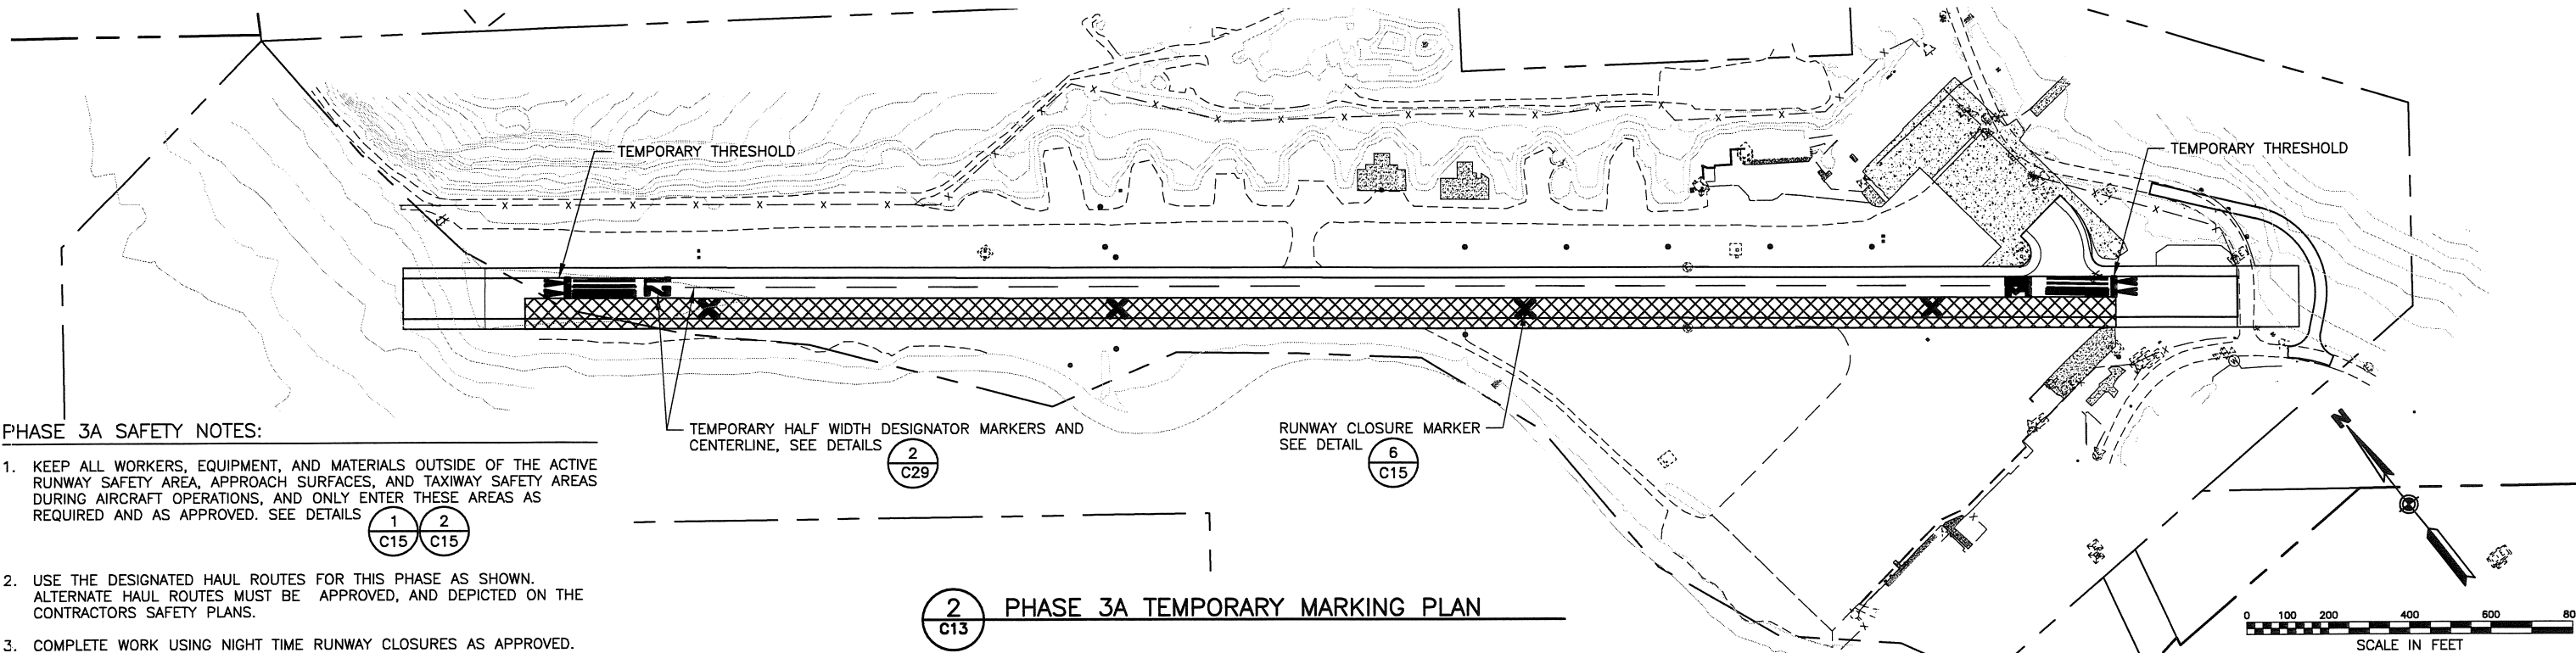 TEMPORARY THRESHOLD
TEMPORARY THRESHOLD
TEMPORARY HALF WIDTH DESIGNATOR MARKERS AND
CENTERLINE, SEE DETAILS
2
C29
RUNWAY CLOSURE MARKER
SEE DETAIL
6
C15
PHASE 3A SAFETY NOTES:
1. KEEP ALL WORKERS, EQUIPMENT, AND MATERIALS OUTSIDE OF THE ACTIVE
RUNWAY SAFETY AREA, APPROACH SURFACES, AND TAXIWAY SAFETY AREAS
DURING AIRCRAFT OPERATIONS, AND ONLY ENTER THESE AREAS AS
REQUIRED AND AS APPROVED. SEE DETAILS
1
C15
2
C15
2. USE THE DESIGNATED HAUL ROUTES FOR THIS PHASE AS SHOWN.
ALTERNATE HAUL ROUTES MUST BE APPROVED, AND DEPICTED ON THE
CONTRACTORS SAFETY PLANS.
3. COMPLETE WORK USING NIGHT TIME RUNWAY CLOSURES AS APPROVED.
2
C13
PHASE 3A TEMPORARY MARKING PLAN
N
0 100 200 400 600 80
SCALE IN FEET